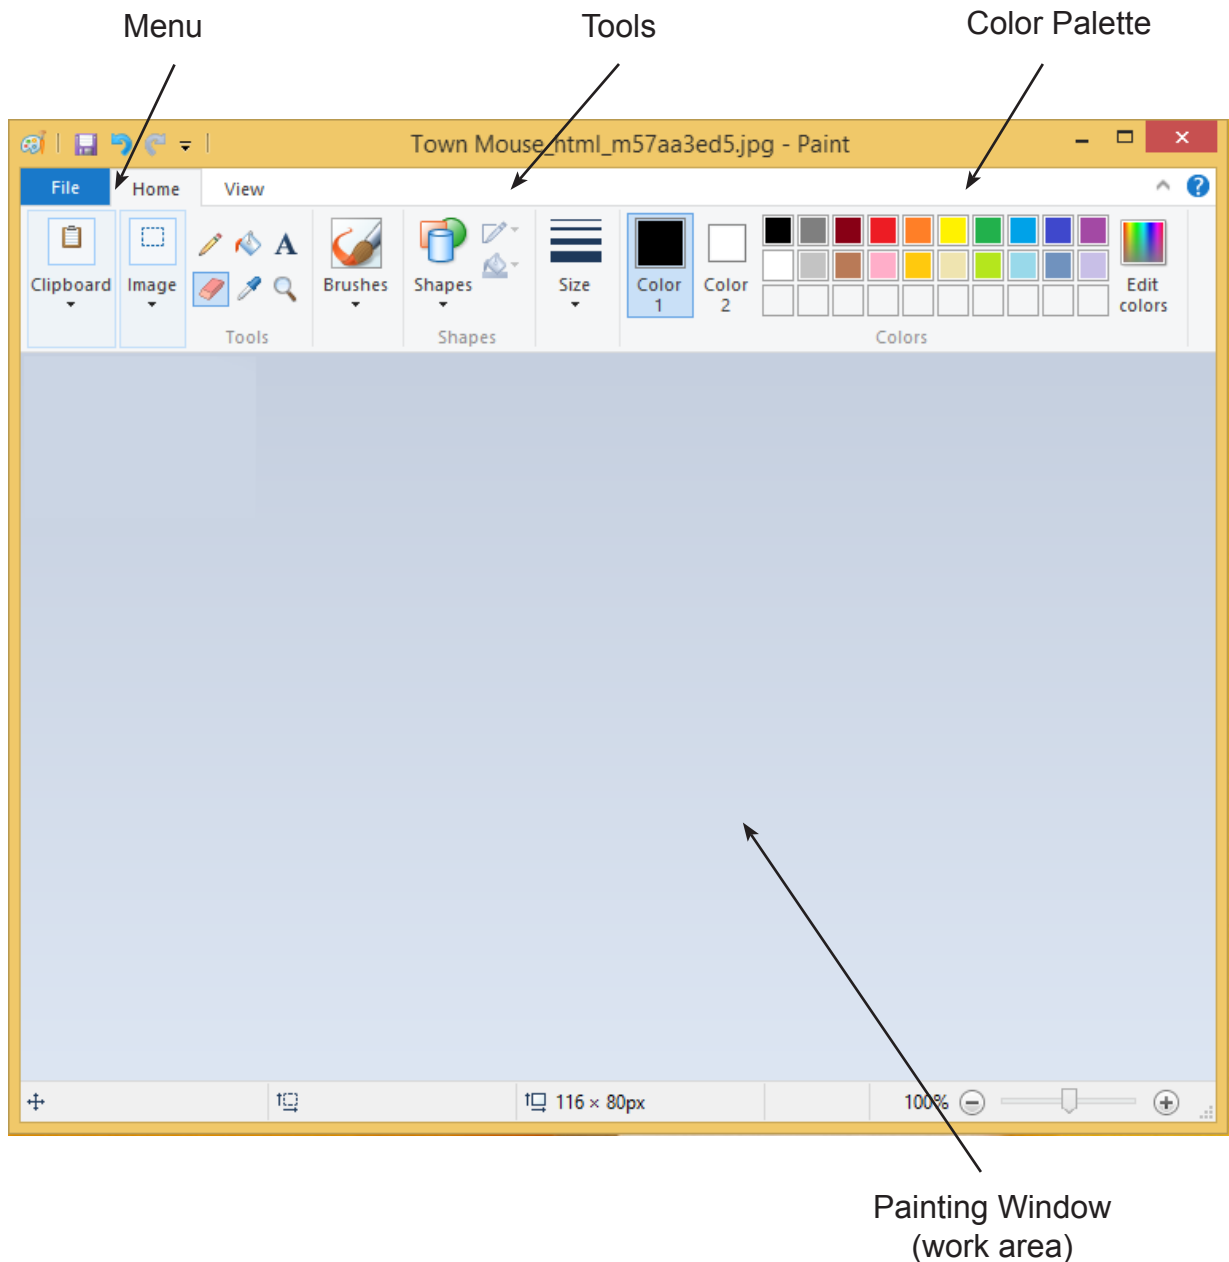 Menu
Tools
Color Palette
Town Mouse_html_m57aa3ed5.jpg - Paint
File
Home
View
A
Clipboard
Image
Brushes
Shapes
Size
Color
1
Color
2
Edit
colors
Tools
Shapes
Colors
116 × 80px
100%
Painting Window
(work area)